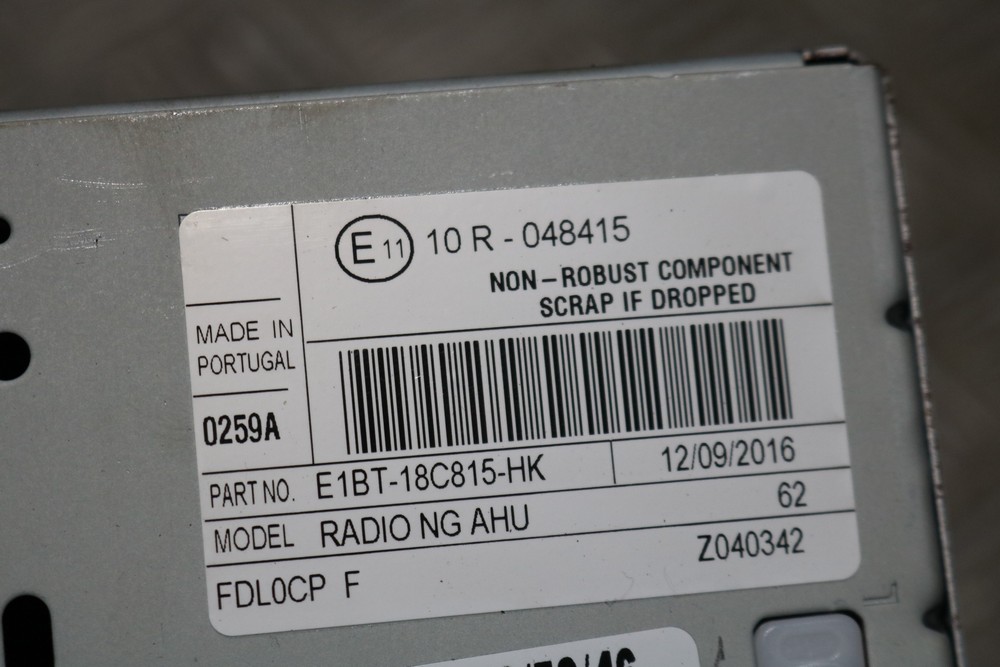 E 11 10 R - 048415
NON-ROBUST COMPONENT
SCRAP IF DROPPED
MADE IN
PORTUGAL
0259A
PART NO. E1BT-18C815-HK 12/09/2016
MODEL RADIO NG AHU 62
FDL0CP F Z040342